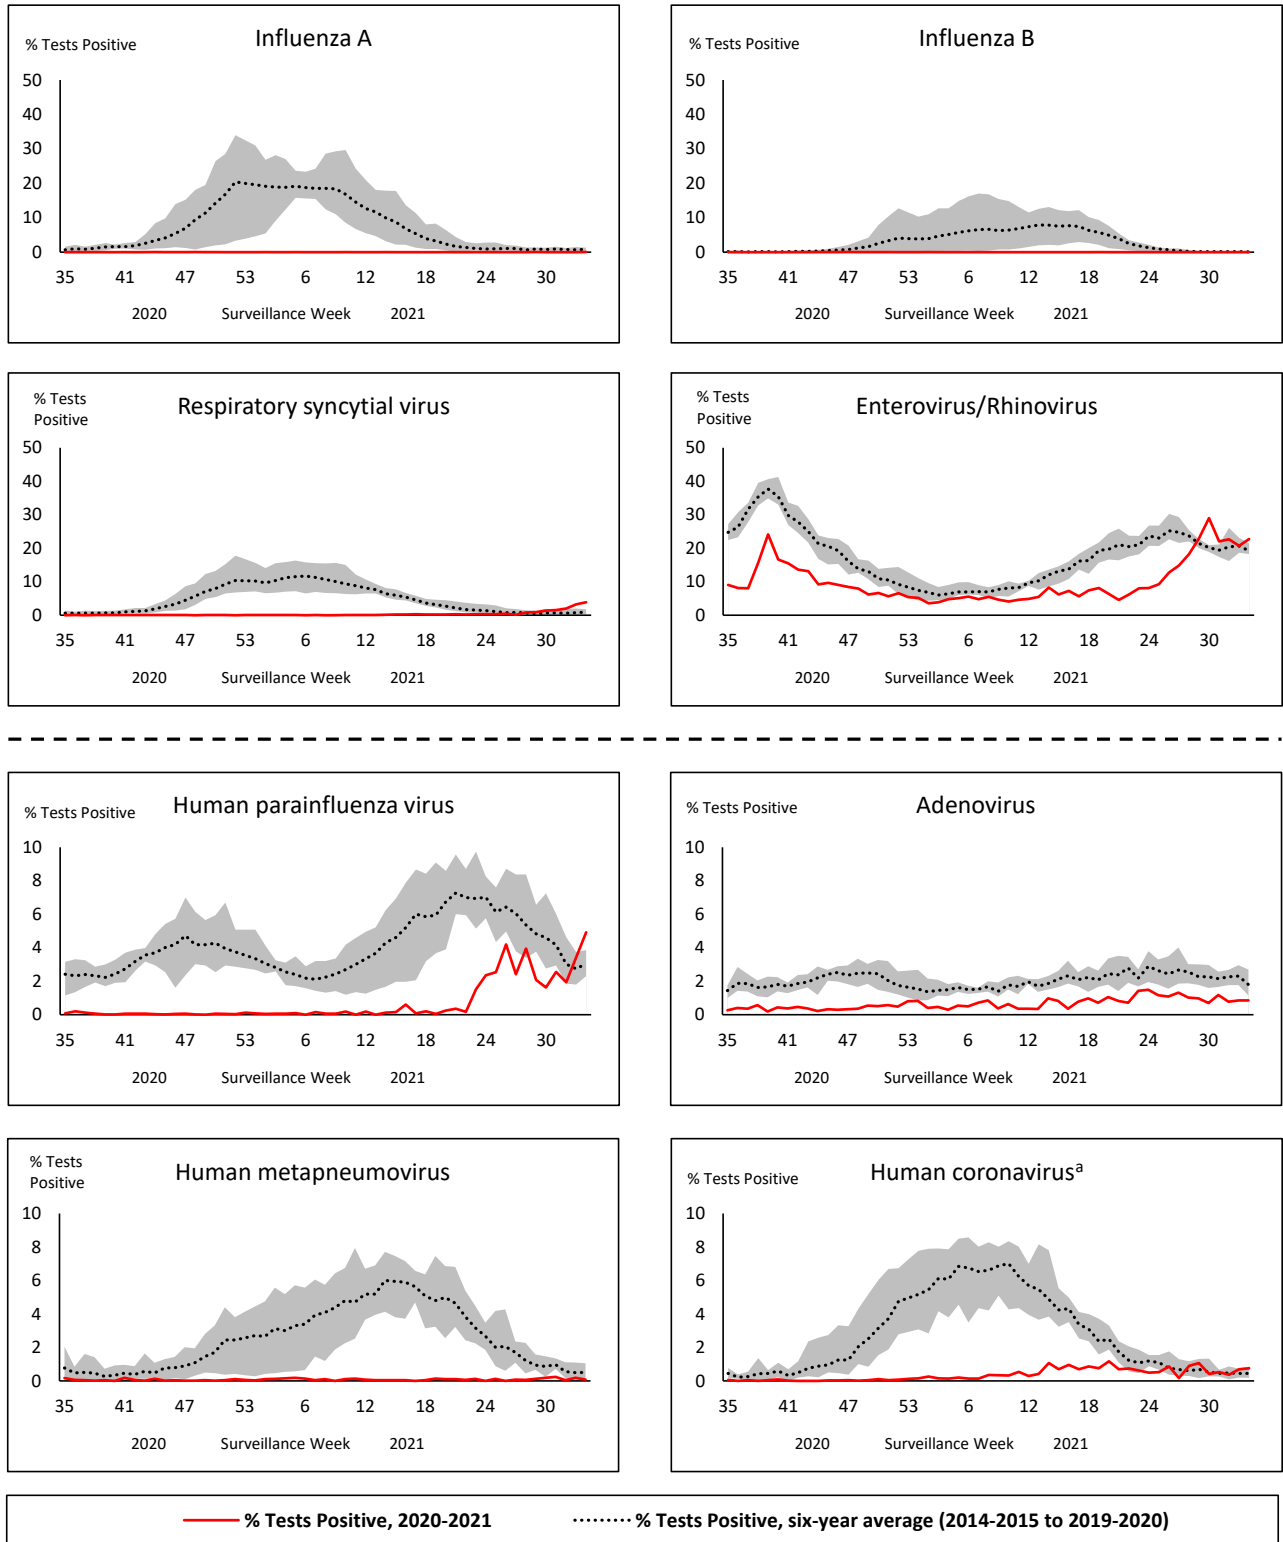 Influenza A
% Tests Positive
50
40
30
20
10
0
35 41 47 53 6 12 18 24 30
2020 Surveillance Week 2021
Influenza B
% Tests Positive
50
40
30
20
10
0
35 41 47 53 6 12 18 24 30
2020 Surveillance Week 2021
Respiratory syncytial virus
% Tests
Positive
50
40
30
20
10
0
35 41 47 53 6 12 18 24 30
2020 Surveillance Week 2021
Enterovirus/Rhinovirus
% Tests
Positive
50
40
30
20
10
0
35 41 47 53 6 12 18 24 30
2020 Surveillance Week 2021
Human parainfluenza virus
% Tests Positive
10
8
6
4
2
0
35 41 47 53 6 12 18 24 30
2020 Surveillance Week 2021
Adenovirus
% Tests Positive
10
8
6
4
2
0
35 41 47 53 6 12 18 24 30
2020 Surveillance Week 2021
Human metapneumovirus
% Tests
Positive
10
8
6
4
2
0
35 41 47 53 6 12 18 24 30
2020 Surveillance Week 2021
Human coronavirusᵃ
% Tests Positive
10
8
6
4
2
0
35 41 47 53 6 12 18 24 30
2020 Surveillance Week 2021
% Tests Positive, 2020-2021 % Tests Positive, six-year average (2014-2015 to 2019-2020)